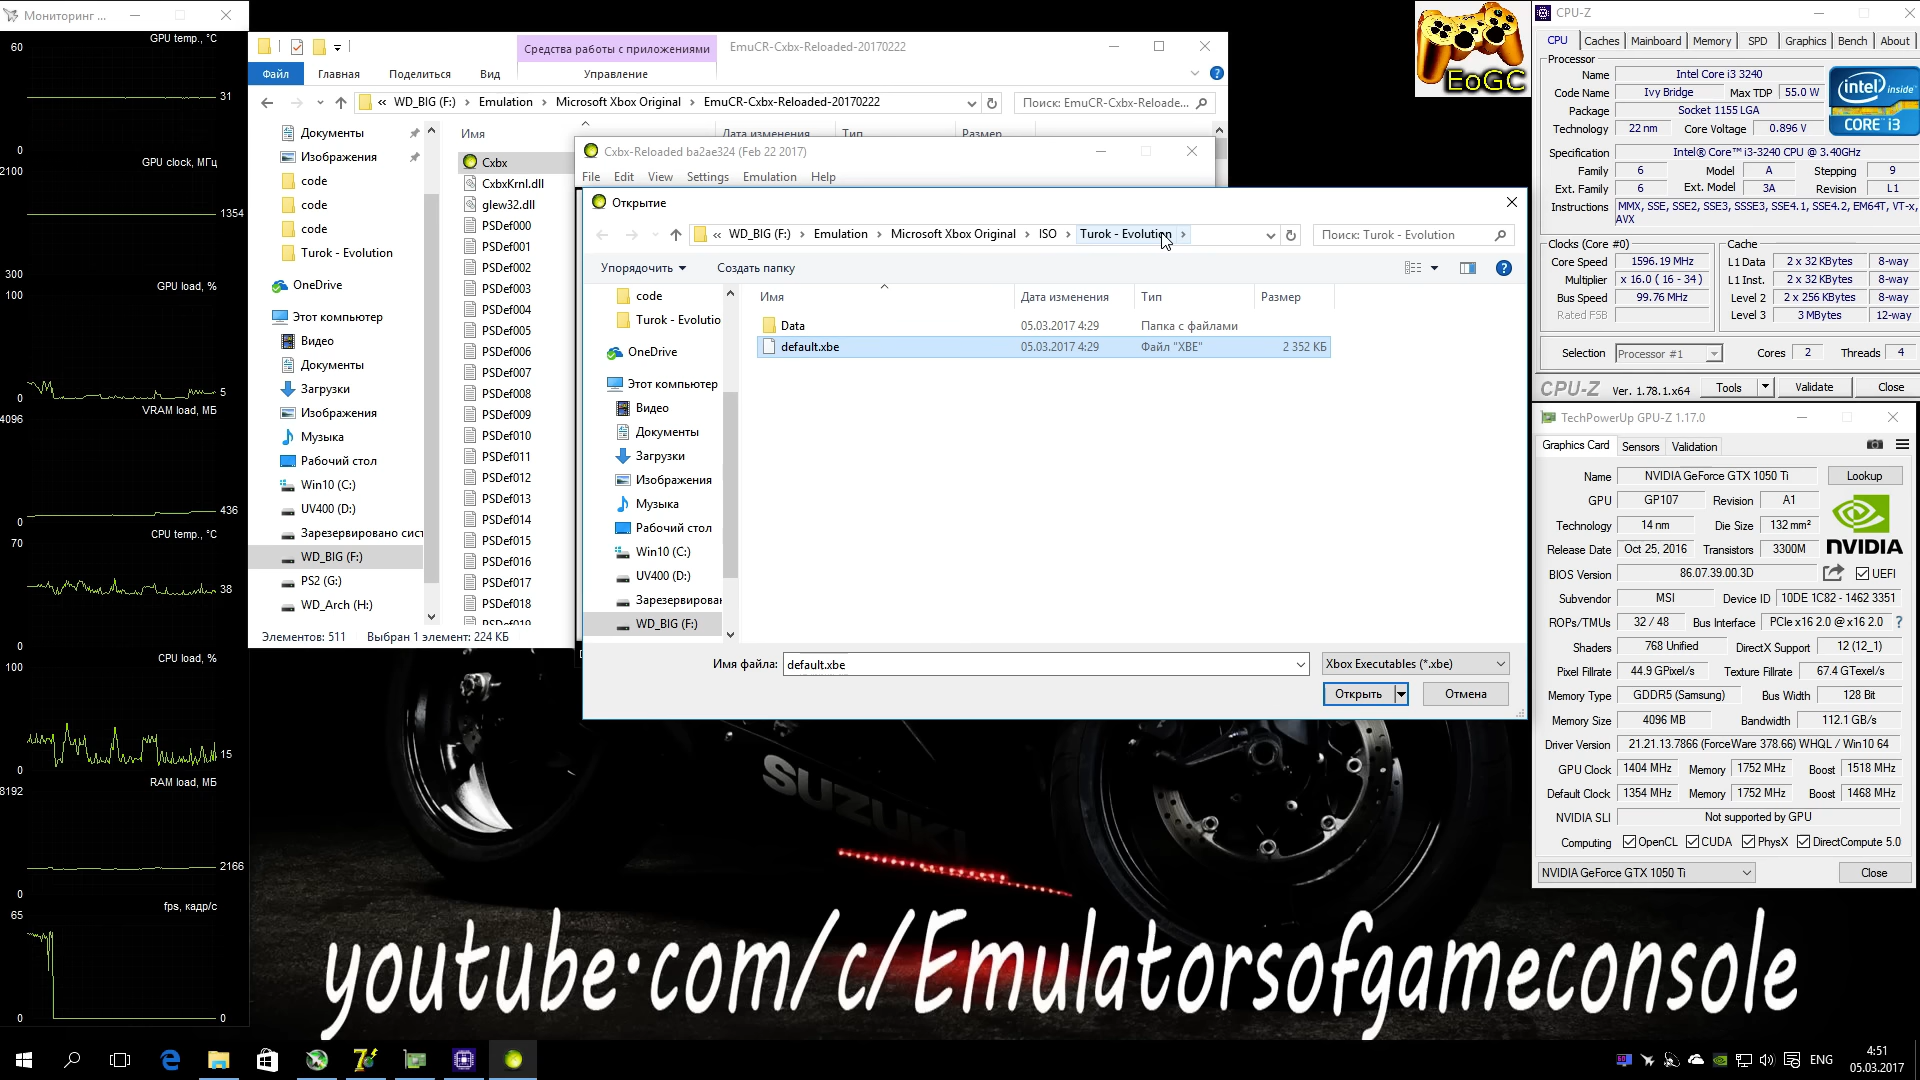 Мониторинг ...
GPU temp., °C
60
31
0
GPU clock, МГц
2100
1354
300
GPU load, %
100
5
0
VRAM load, МБ
4096
436
0
CPU temp., °C
70
38
0
CPU load, %
100
15
0
RAM load, МБ
8192
2166
0
fps, кадр/с
65
0
0
Средства работы с приложениями
EmuCR-Cxbx-Reloaded-20170222
Файл
Главная
Поделиться
Вид
Управление
« WD_BIG (F:) > Emulation > Microsoft Xbox Original > EmuCR-Cxbx-Reloaded-20170222
Поиск: EmuCR-Cxbx-Reloade...
Документы
Изображения
code
code
code
Turok - Evolution
OneDrive
Этот компьютер
Видео
Документы
Загрузки
Изображения
Музыка
Рабочий стол
Win10 (C:)
UV400 (D:)
Зарезервировано сист
WD_BIG (F:)
PS2 (G:)
WD_Arch (H:)
Имя
Дата изменения
Тип
Размер
Cxbx
CxbxKrnl.dll
glew32.dll
PSDef000
PSDef001
PSDef002
PSDef003
PSDef004
PSDef005
PSDef006
PSDef007
PSDef008
PSDef009
PSDef010
PSDef011
PSDef012
PSDef013
PSDef014
PSDef015
PSDef016
PSDef017
PSDef018
PSDef019
Элементов: 511
Выбран 1 элемент: 224 КБ
Cxbx-Reloaded ba2ae324 (Feb 22 2017)
File Edit View Settings Emulation Help
Открытие
« WD_BIG (F:) > Emulation > Microsoft Xbox Original > ISO > Turok - Evolution >
Поиск: Turok - Evolution
Упорядочить
Создать папку
code
Turok - Evolutio
OneDrive
Этот компьютер
Видео
Документы
Загрузки
Изображения
Музыка
Рабочий стол
Win10 (C:)
UV400 (D:)
Зарезервирован
WD_BIG (F:)
Имя
Дата изменения
Тип
Размер
Data
05.03.2017 4:29
Папка с файлами
default.xbe
05.03.2017 4:29
Файл "XBE"
2 352 КБ
Имя файла:
default.xbe
Xbox Executables (*.xbe)
Открыть
Отмена
EoGC
CPU-Z
CPU Caches Mainboard Memory SPD Graphics Bench About
Processor
Name Intel Core i3 3240
Code Name Ivy Bridge Max TDP 55.0 W
Package Socket 1155 LGA
Technology 22 nm Core Voltage 0.896 V
intel inside
CORE i3
Specification Intel® Core™ i3-3240 CPU @ 3.40GHz
Family 6 Model A Stepping 9
Ext. Family 6 Ext. Model 3A Revision L1
Instructions MMX, SSE, SSE2, SSE3, SSSE3, SSE4.1, SSE4.2, EM64T, VT-x,
AVX
Clocks (Core #0)
Core Speed 1596.19 MHz
Multiplier x 16.0 ( 16 - 34 )
Bus Speed 99.76 MHz
Rated FSB
Cache
L1 Data 2 x 32 KBytes 8-way
L1 Inst. 2 x 32 KBytes 8-way
Level 2 2 x 256 KBytes 8-way
Level 3 3 MBytes 12-way
Selection Processor #1 Cores 2 Threads 4
CPU-Z Ver. 1.78.1.x64 Tools Validate Close
TechPowerUp GPU-Z 1.17.0
Graphics Card Sensors Validation
Name NVIDIA GeForce GTX 1050 Ti Lookup
GPU GP107 Revision A1
Technology 14 nm Die Size 132 mm²
Release Date Oct 25, 2016 Transistors 3300M
NVIDIA
BIOS Version 86.07.39.00.3D UEFI
Subvendor MSI Device ID 10DE 1C82 - 1462 3351
ROPs/TMUs 32 / 48 Bus Interface PCIe x16 2.0 @ x16 2.0 ?
Shaders 768 Unified DirectX Support 12 (12_1)
Pixel Fillrate 44.9 GPixel/s Texture Fillrate 67.4 GTexel/s
Memory Type GDDR5 (Samsung) Bus Width 128 Bit
Memory Size 4096 MB Bandwidth 112.1 GB/s
Driver Version 21.21.13.7866 (ForceWare 378.66) WHQL / Win10 64
GPU Clock 1404 MHz Memory 1752 MHz Boost 1518 MHz
Default Clock 1354 MHz Memory 1752 MHz Boost 1468 MHz
NVIDIA SLI Not supported by GPU
Computing OpenCL CUDA PhysX DirectCompute 5.0
NVIDIA GeForce GTX 1050 Ti Close
SUZUKI
youtube.com/c/Emulatorsofgameconsole
ENG
4:51
05.03.2017